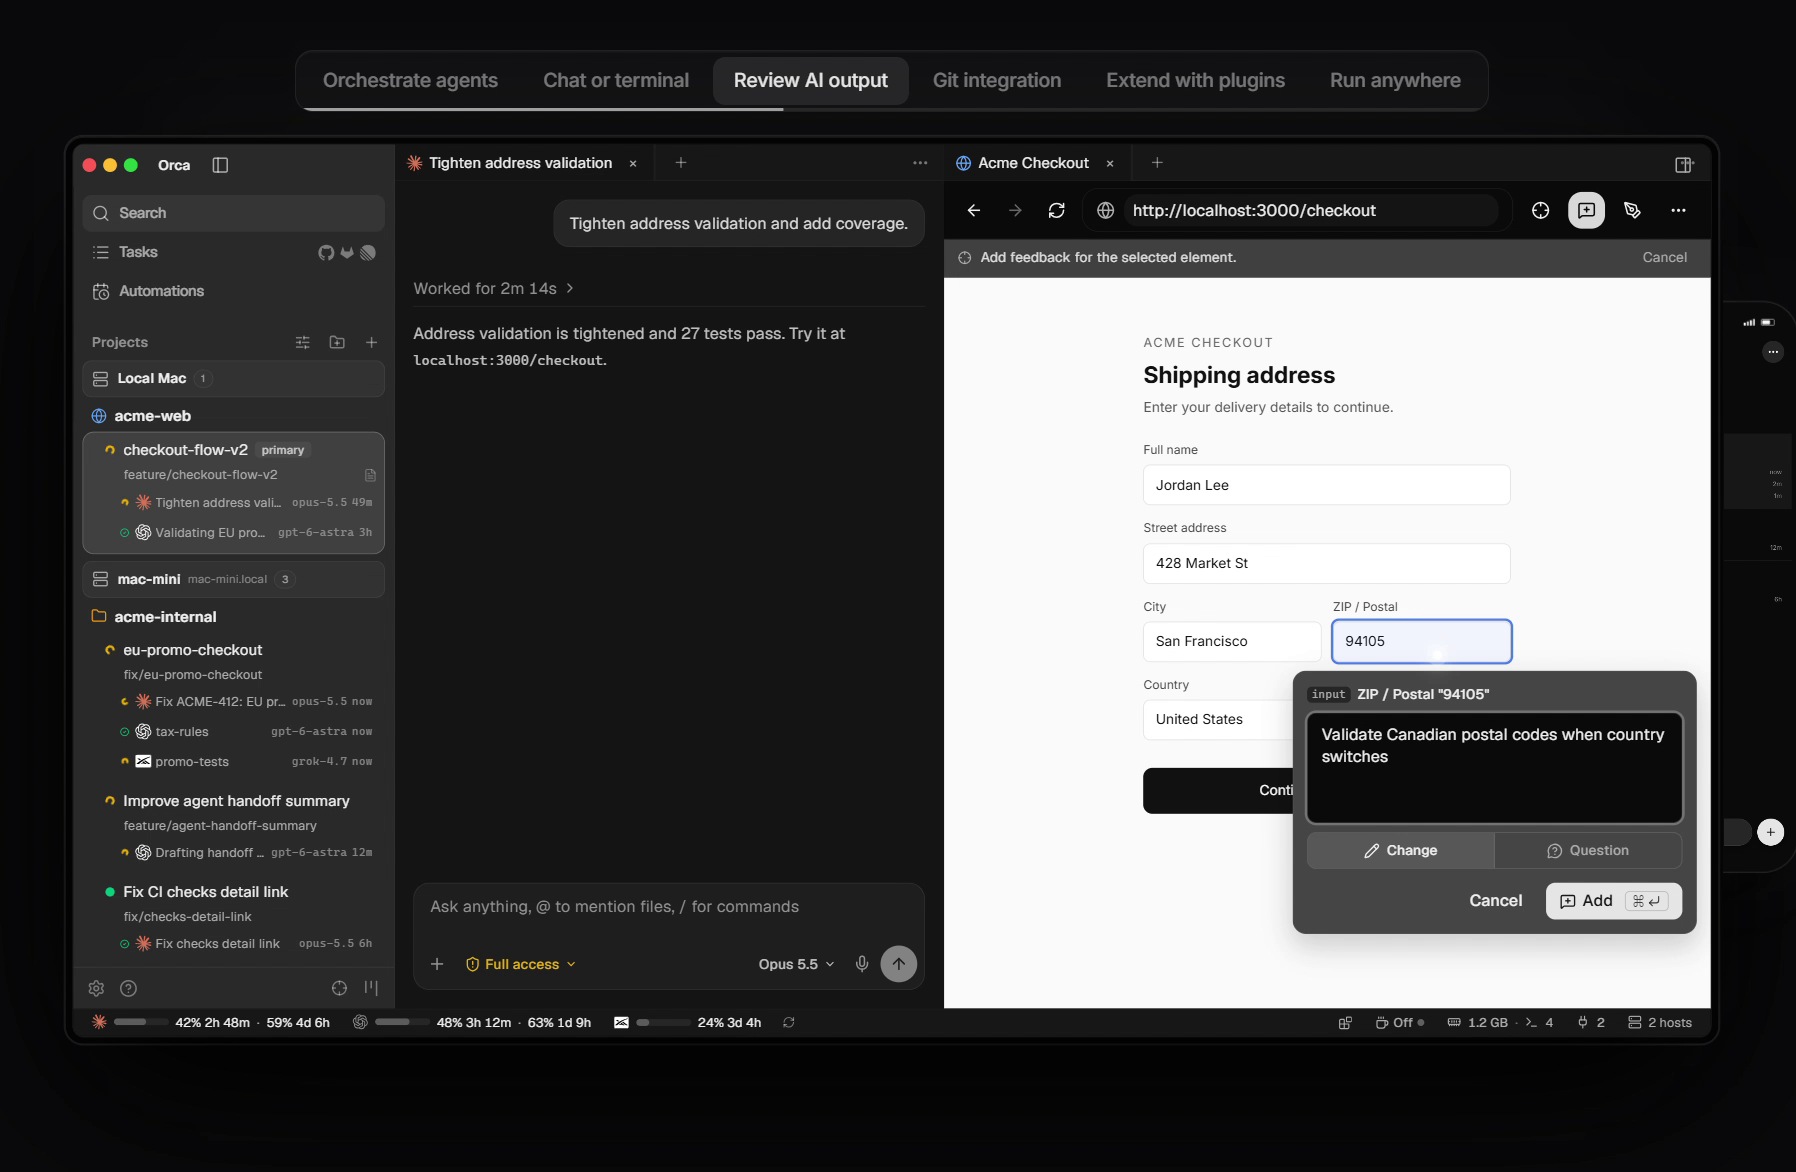 Orchestrate agents
Chat or terminal
Review AI output
Git integration
Extend with plugins
Run anywhere
Orca
Search
Tasks
Automations
Projects
Local Mac 1
acme-web
checkout-flow-v2 primary
feature/checkout-flow-v2
Tighten address vali... opus-5.5 49m
Validating EU pro... gpt-6-astra 3h
mac-mini mac-mini.local 3
acme-internal
eu-promo-checkout
fix/eu-promo-checkout
Fix ACME-412: EU pr... opus-5.5 now
tax-rules gpt-6-astra now
promo-tests grok-4.7 now
Improve agent handoff summary
feature/agent-handoff-summary
Drafting handoff ... gpt-6-astra 12m
Fix CI checks detail link
fix/checks-detail-link
Fix checks detail link opus-5.5 6h
Tighten address validation
Tighten address validation and add coverage.
Worked for 2m 14s
Address validation is tightened and 27 tests pass. Try it at
localhost:3000/checkout.
Ask anything, @ to mention files, / for commands
Full access
Opus 5.5
Acme Checkout
http://localhost:3000/checkout
Add feedback for the selected element.
Cancel
ACME CHECKOUT
Shipping address
Enter your delivery details to continue.
Full name
Jordan Lee
Street address
428 Market St
City
ZIP / Postal
San Francisco
94105
Country
United States
Conti
input ZIP / Postal "94105"
Validate Canadian postal codes when country
switches
Change
Question
Cancel
Add ⌘↵
42% 2h 48m · 59% 4d 6h
48% 3h 12m · 63% 1d 9h
24% 3d 4h
Off
1.2 GB · 4
2
2 hosts
now
2m
1m
12m
6h